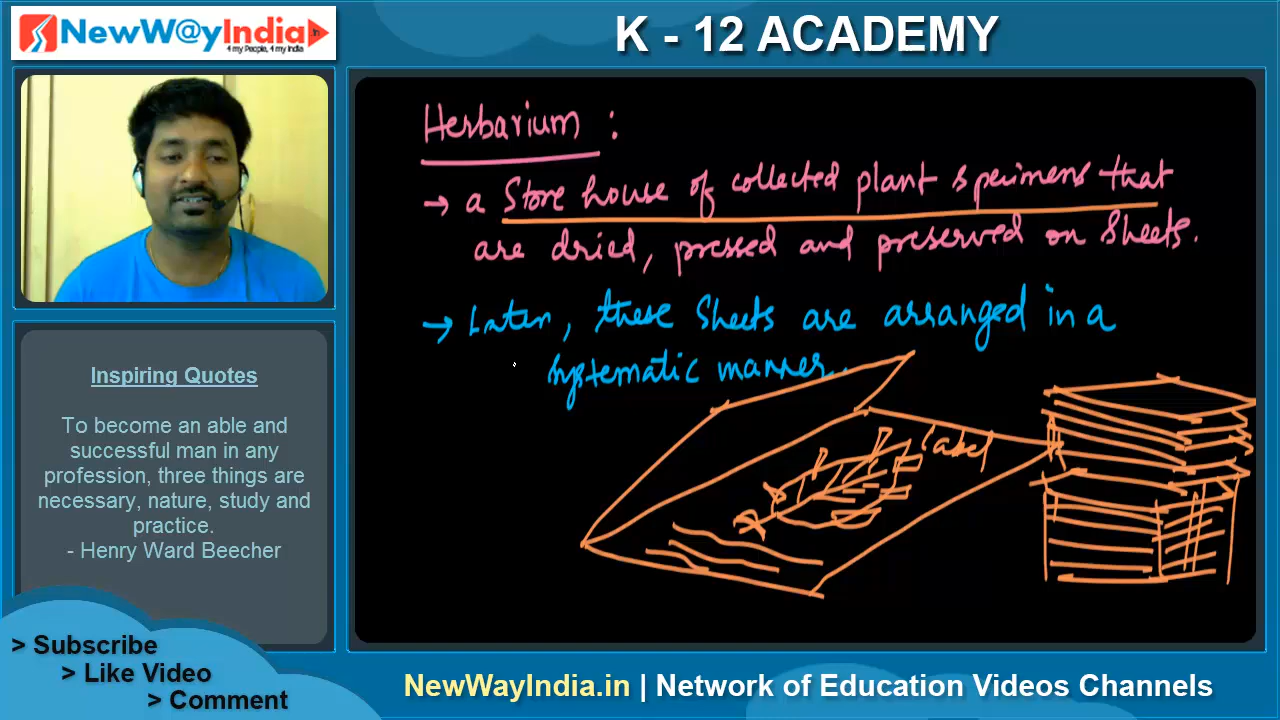 NewW@yIndia.in
4 my People, 4 my India
K - 12 ACADEMY
Herbarium :
→ a Store house of collected plant specimens that
are dried, pressed and preserved on Sheets.
→ Later, these Sheets are arranged in a
systematic manner.
label
Inspiring Quotes
To become an able and
successful man in any
profession, three things are
necessary, nature, study and
practice.
- Henry Ward Beecher
> Subscribe
> Like Video
> Comment
NewWayIndia.in | Network of Education Videos Channels